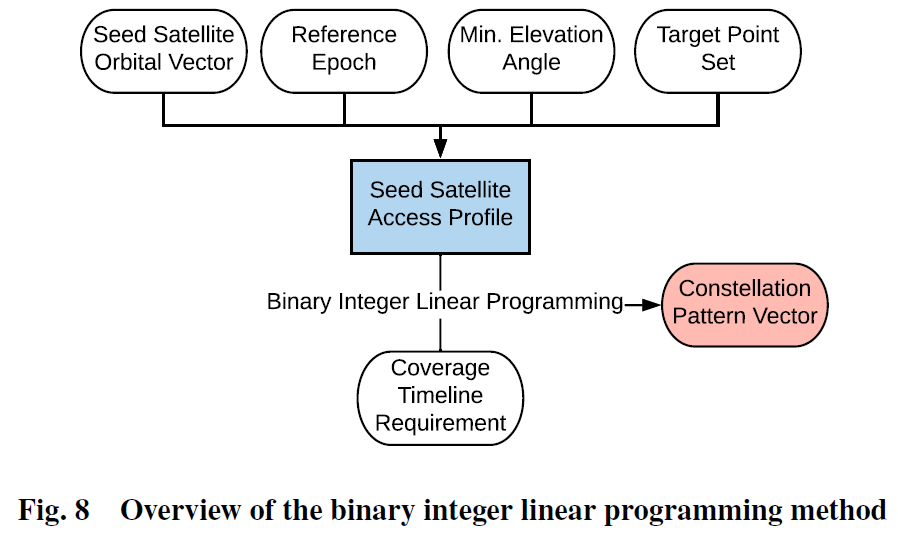 Seed Satellite
Orbital Vector
Reference
Epoch
Min. Elevation
Angle
Target Point
Set
Seed Satellite
Access Profile
Binary Integer Linear Programming
Constellation
Pattern Vector
Coverage
Timeline
Requirement
Fig. 8 Overview of the binary integer linear programming method